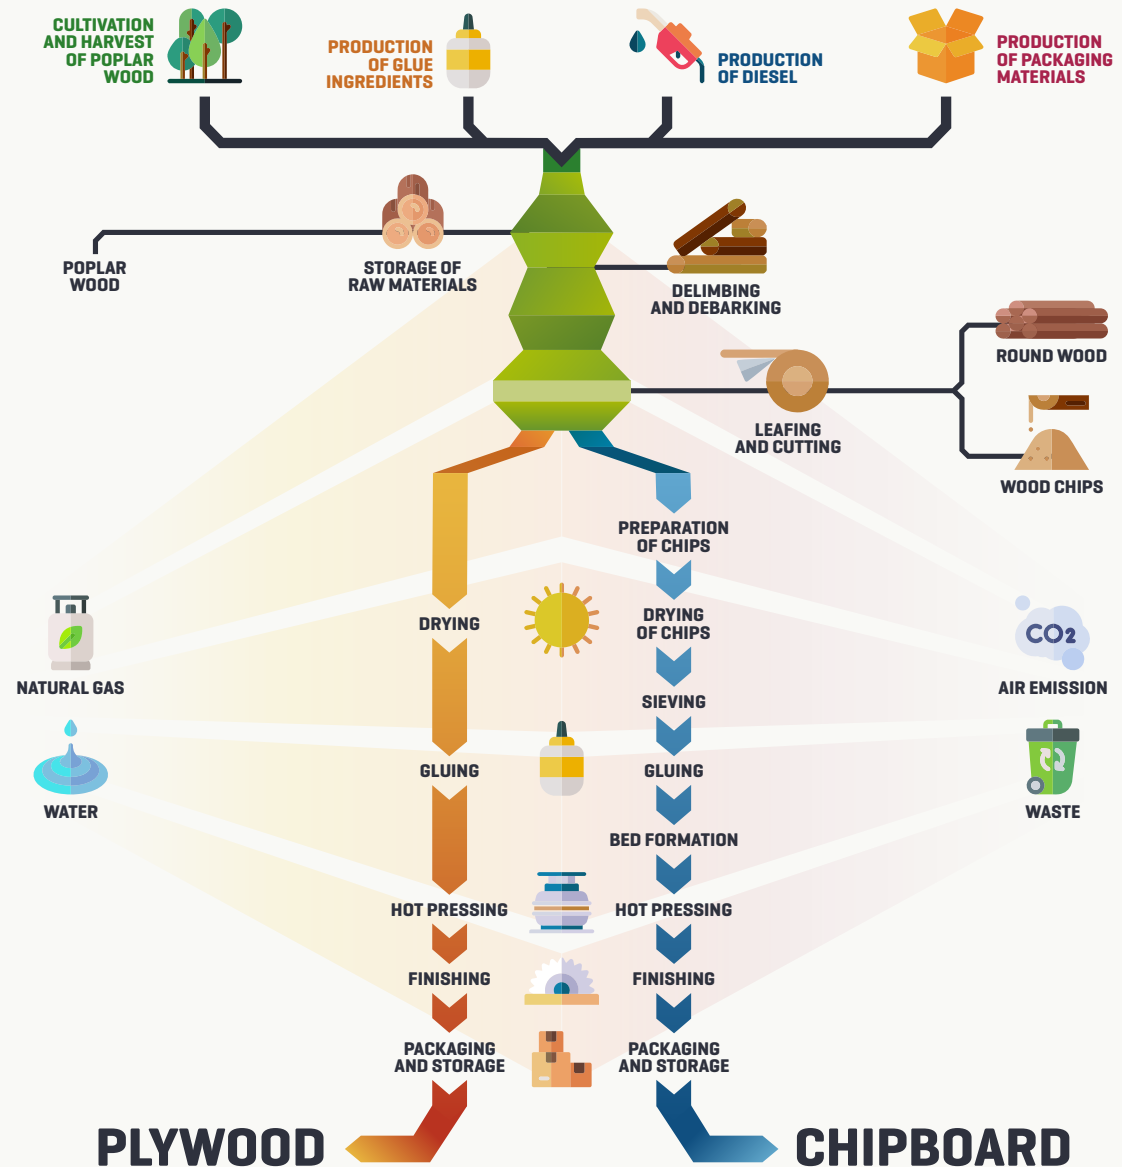 CULTIVATION
AND HARVEST
OF POPLAR
WOOD
PRODUCTION
OF GLUE
INGREDIENTS
PRODUCTION
OF DIESEL
PRODUCTION
OF PACKAGING
MATERIALS
POPLAR
WOOD
STORAGE OF
RAW MATERIALS
DELIMBING
AND DEBARKING
ROUND WOOD
LEAFING
AND CUTTING
WOOD CHIPS
PREPARATION
OF CHIPS
DRYING
DRYING
OF CHIPS
CO2
NATURAL GAS
AIR EMISSION
SIEVING
GLUING
GLUING
WATER
WASTE
BED FORMATION
HOT PRESSING
HOT PRESSING
FINISHING
FINISHING
PACKAGING
AND STORAGE
PACKAGING
AND STORAGE
PLYWOOD
CHIPBOARD